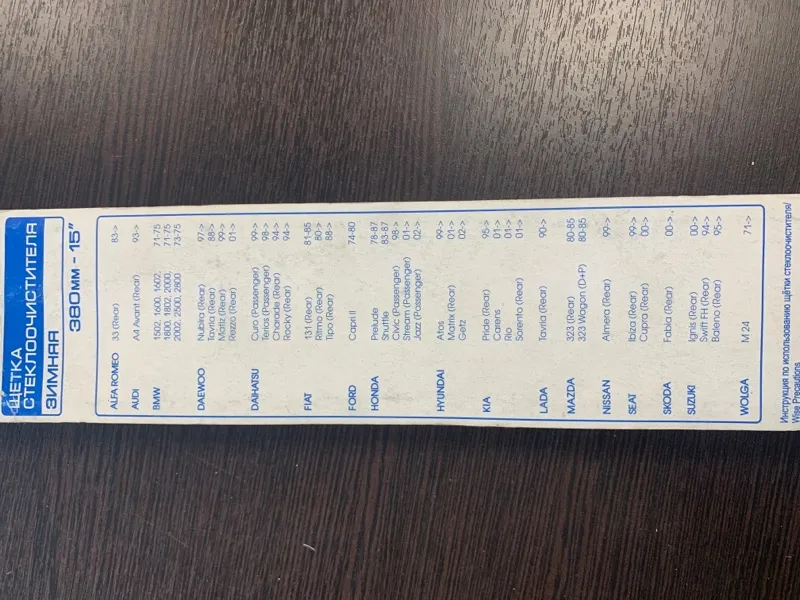 ЩЕТКА
СТЕКЛООЧИСТИТЕЛЯ
ЗИМНЯЯ
380мм - 15"
ALFA ROMEO 33 (Rear) 83->
AUDI A4 Avant (Rear) 93->
BMW 1502, 1600, 1602, 71-75
1800, 1800, 2000, 71-75
2002, 2500, 2800 73-75
DAEWOO Nubira (Rear) 97->
Tavria (Rear) 88->
Matiz (Rear) 99->
Rezzo (Rear) 01->
DAIHATSU Curo (Passenger) 99->
Terios (Passenger) 98->
Charade (Rear) 94->
Rocky (Rear) 94->
FIAT 131 (Rear) 81-85
Ritmo (Rear) 80->
Tipo (Rear) 88->
FORD Capri II 74-80
HONDA Prelude 78-87
Shuttle 83-87
Civic (Passenger) 98->
Stream (Passenger) 01->
Jazz (Passenger) 02->
HYUNDAI Atos 99->
Matrix (Rear) 01->
Getz 02->
KIA Pride (Rear) 95->
Carens 01->
Rio 01->
Sorento (Rear) 01->
LADA Tavria (Rear) 90->
MAZDA 323 (Rear) 80-85
323 Wagon (D+P) 80-85
NISSAN Almera (Rear) 99->
SEAT Ibiza (Rear) 99->
Cupra (Rear) 00->
SKODA Fabia (Rear) 00->
SUZUKI Ignis (Rear) 00->
Swiff FH (Rear) 94->
Baleno (Rear) 95->
WOLGA M 24 71->
Инструкция по использованию щётки стеклоочистителя/
Wise Precautions